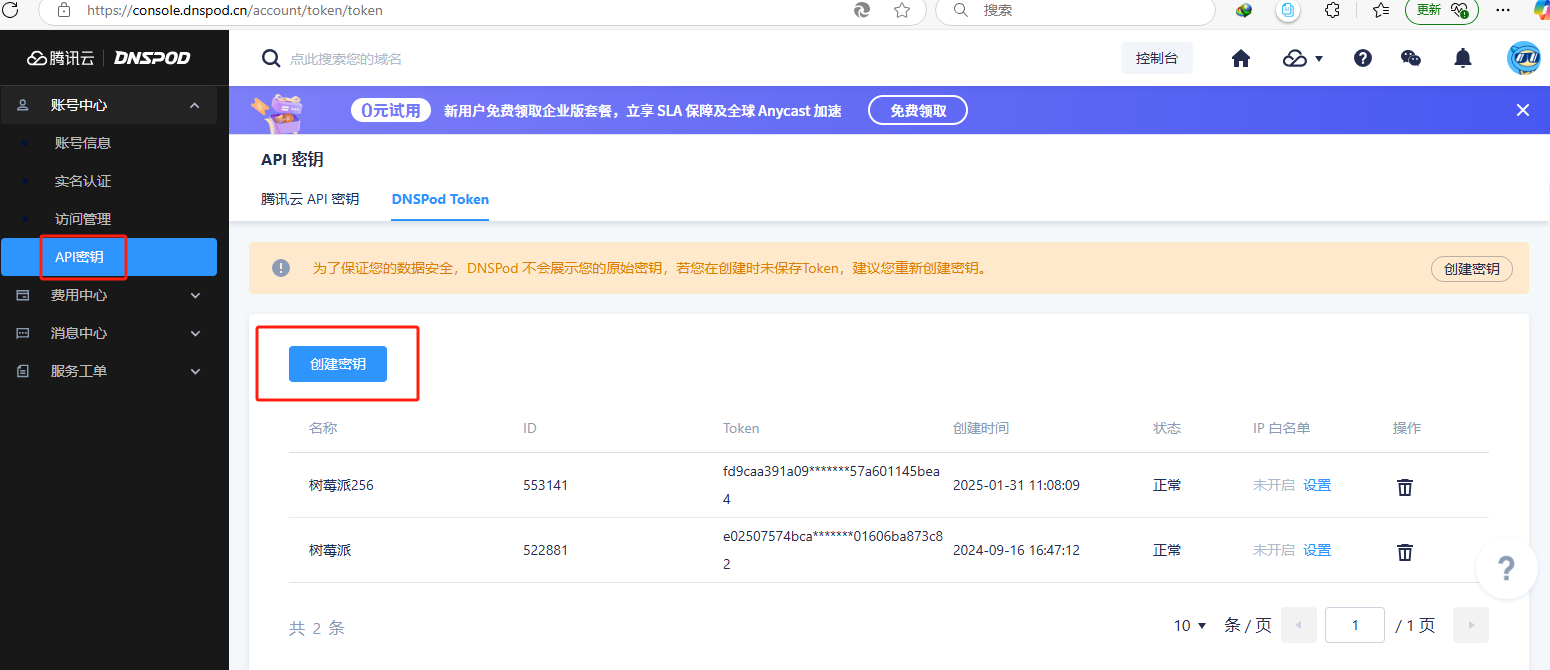 https://console.dnspod.cn/account/token/token
搜索
更新
腾讯云 DNSPOD
点此搜索您的域名
控制台
账号中心
账号信息
实名认证
访问管理
API密钥
费用中心
消息中心
服务工单
0元试用 新用户免费领取企业版套餐，立享 SLA 保障及全球 Anycast 加速 免费领取
API 密钥
腾讯云 API 密钥 DNSPod Token
为了保证您的数据安全，DNSPod 不会展示您的原始密钥，若您在创建时未保存Token，建议您重新创建密钥。 创建密钥
创建密钥
名称 ID Token 创建时间 状态 IP 白名单 操作
树莓派256 553141 fd9caa391a09*******57a601145bea 2025-01-31 11:08:09 正常 未开启 设置
4
树莓派 522881 e02507574bca*******01606ba873c8 2024-09-16 16:47:12 正常 未开启 设置
2
?
共 2 条 10 条 / 页 1 / 1 页